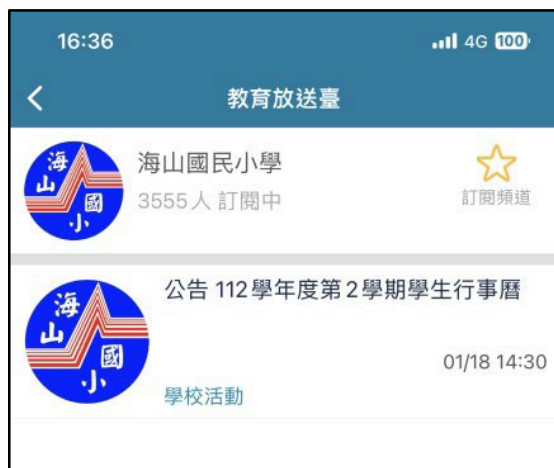 16:36
4G 100
教育放送臺
海山國小
海山國民小學
3555人 訂閱中
訂閱頻道
海山國小
公告 112學年度第2學期學生行事曆
01/18 14:30
學校活動